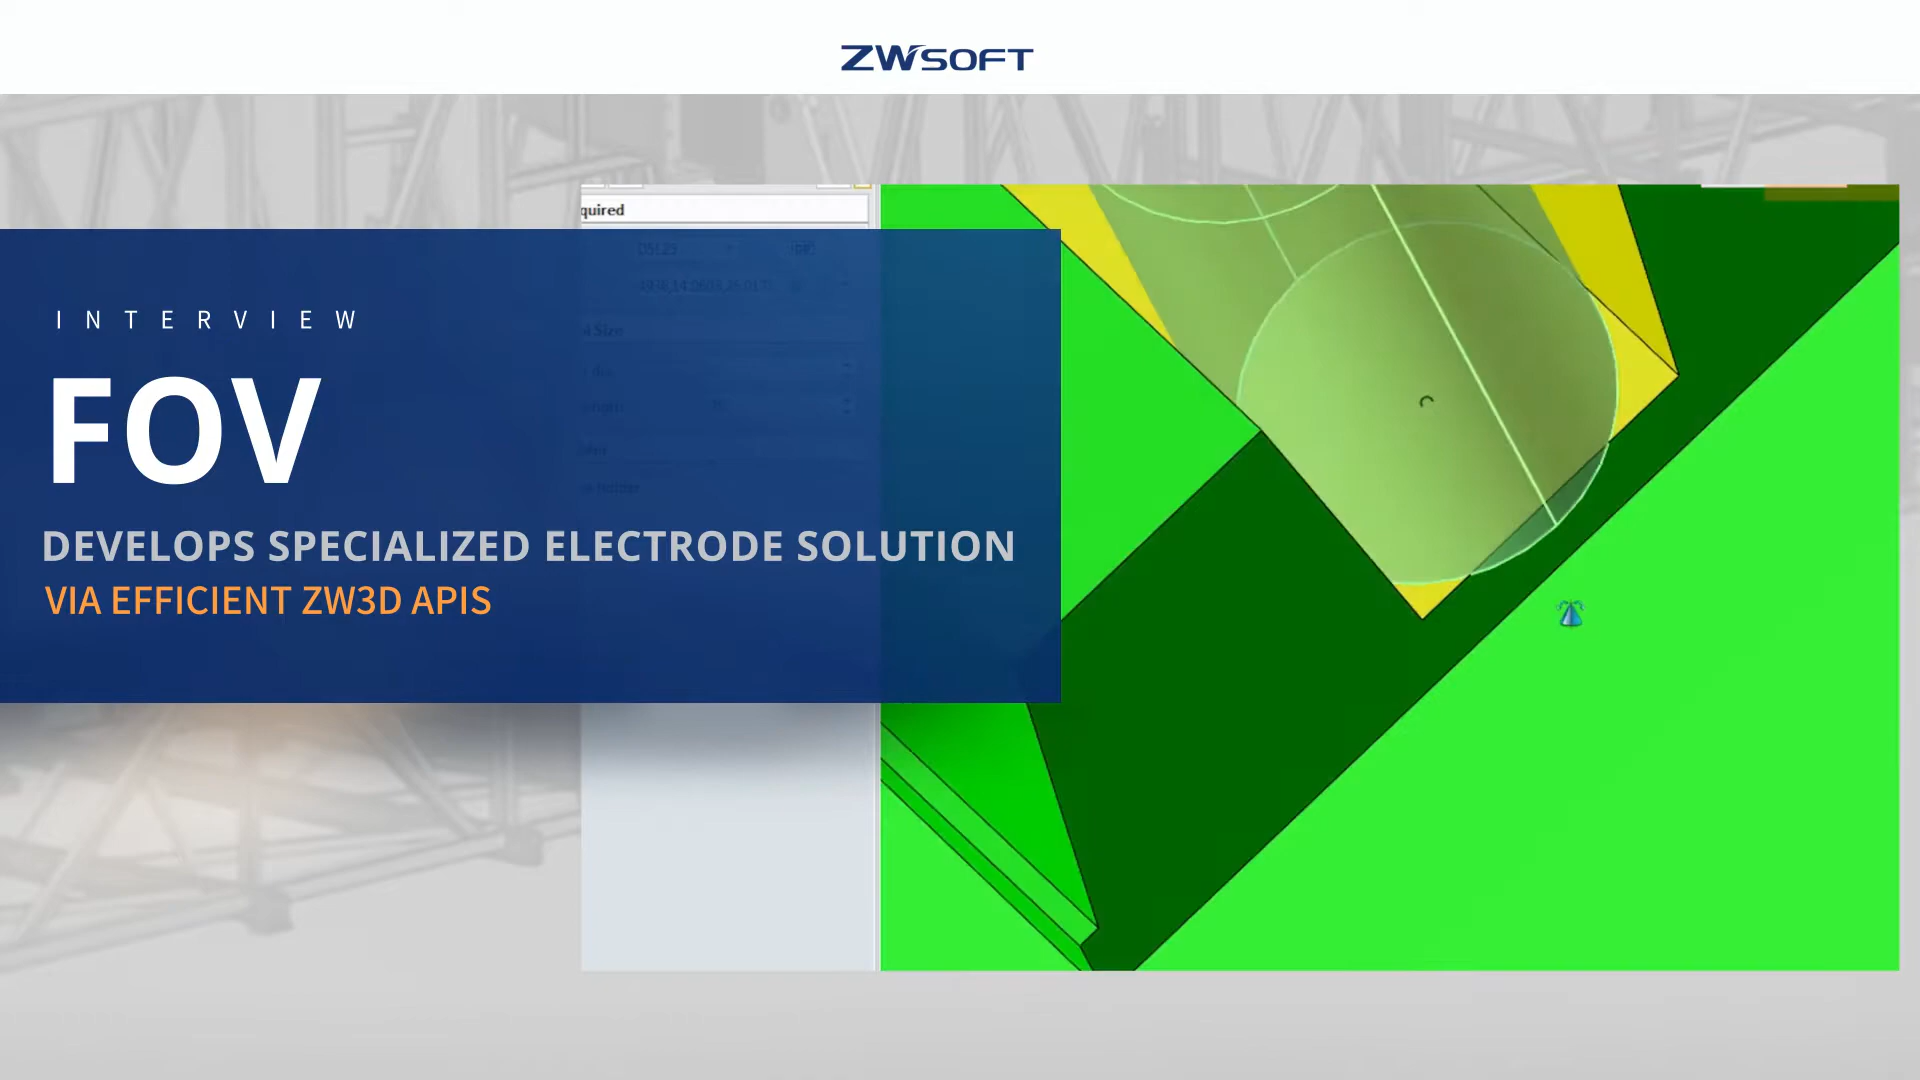 ZWSOFT
quired
INTERVIEW
FOV
DEVELOPS SPECIALIZED ELECTRODE SOLUTION
VIA EFFICIENT ZW3D APIS